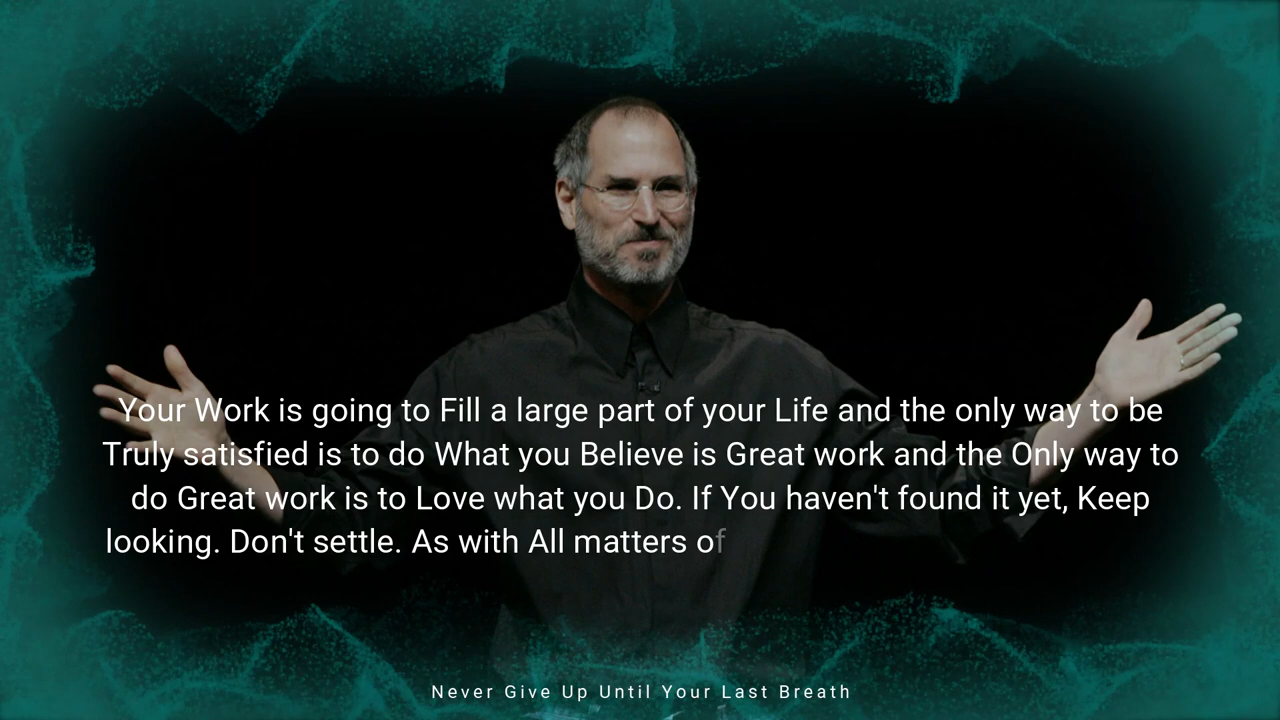 Your Work is going to Fill a large part of your Life and the only way to be
Truly satisfied is to do What you Believe is Great work and the Only way to
do Great work is to Love what you Do. If You haven't found it yet, Keep
looking. Don't settle. As with All matters of
Never Give Up Until Your Last Breath